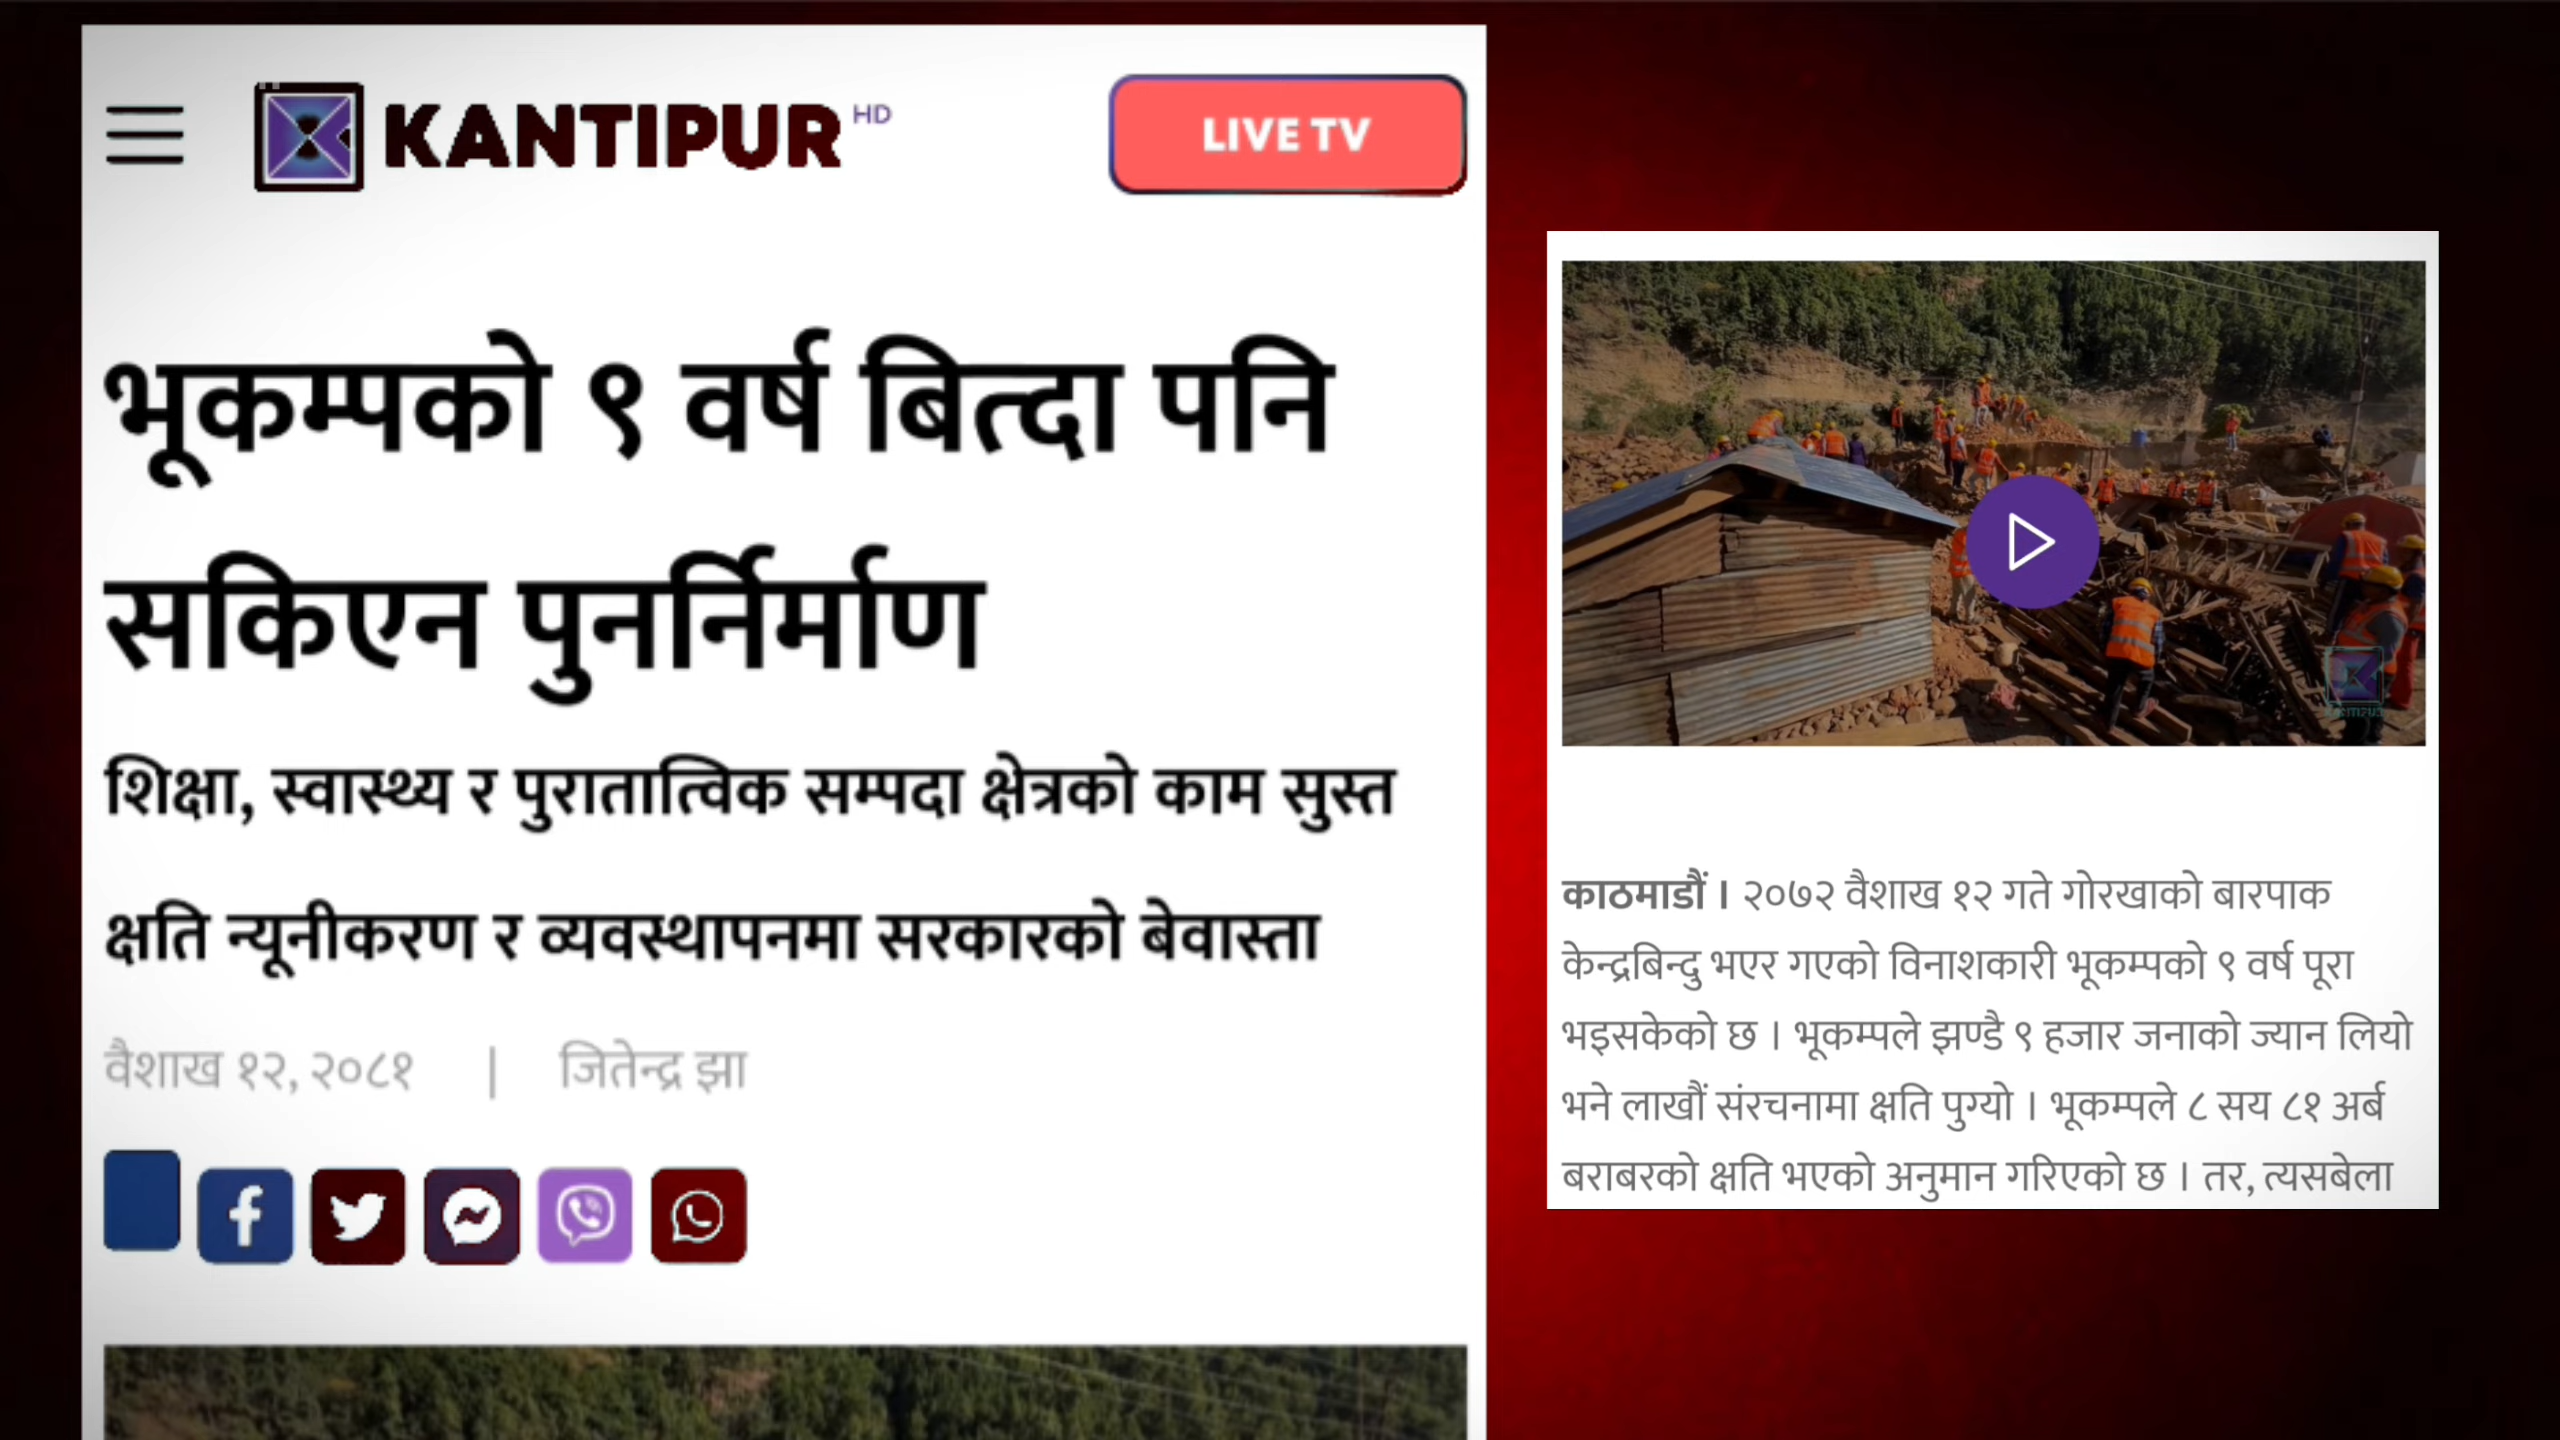 KANTIPUR HD
LIVE TV
भूकम्पको ९ वर्ष बित्दा पनि
सकिएन पुनर्निर्माण
शिक्षा, स्वास्थ्य र पुरातात्विक सम्पदा क्षेत्रको काम सुस्त
क्षति न्यूनीकरण र व्यवस्थापनमा सरकारको बेवास्ता
वैशाख १२, २०८१ | जितेन्द्र झा
काठमाडौं । २०७२ वैशाख १२ गते गोरखाको बारपाक
केन्द्रबिन्दु भएर गएको विनाशकारी भूकम्पको ९ वर्ष पूरा
भइसकेको छ । भूकम्पले झण्डै ९ हजार जनाको ज्यान लियो
भने लाखौं संरचनामा क्षति पुग्यो । भूकम्पले ८ सय ८१ अर्ब
बराबरको क्षति भएको अनुमान गरिएको छ । तर, त्यसबेला